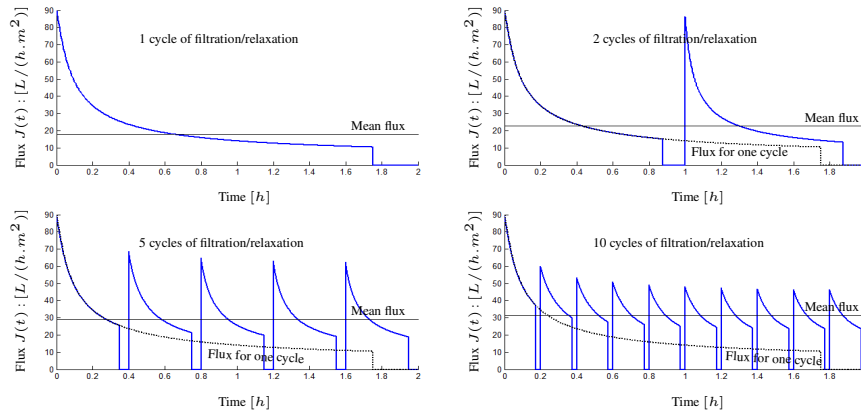 Flux J(t) : [L/(h.m²)]
90
80
70
60
50
40
30
20
10
0
1 cycle of filtration/relaxation
Mean flux
0 0.2 0.4 0.6 0.8 1 1.2 1.4 1.6 1.8 2
Time [h]
Flux J(t) : [L/(h.m²)]
90
80
70
60
50
40
30
20
10
0
2 cycles of filtration/relaxation
Mean flux
Flux for one cycle
0 0.2 0.4 0.6 0.8 1 1.2 1.4 1.6 1.8
Time [h]
Flux J(t) : [L/(h.m²)]
90
80
70
60
50
40
30
20
10
0
5 cycles of filtration/relaxation
Mean flux
Flux for one cycle
0 0.2 0.4 0.6 0.8 1 1.2 1.4 1.6 1.8 2
Time [h]
Flux J(t) : [L/(h.m²)]
90
80
70
60
50
40
30
20
10
0
10 cycles of filtration/relaxation
Mean flux
Flux for one cycle
0 0.2 0.4 0.6 0.8 1 1.2 1.4 1.6 1.8
Time [h]